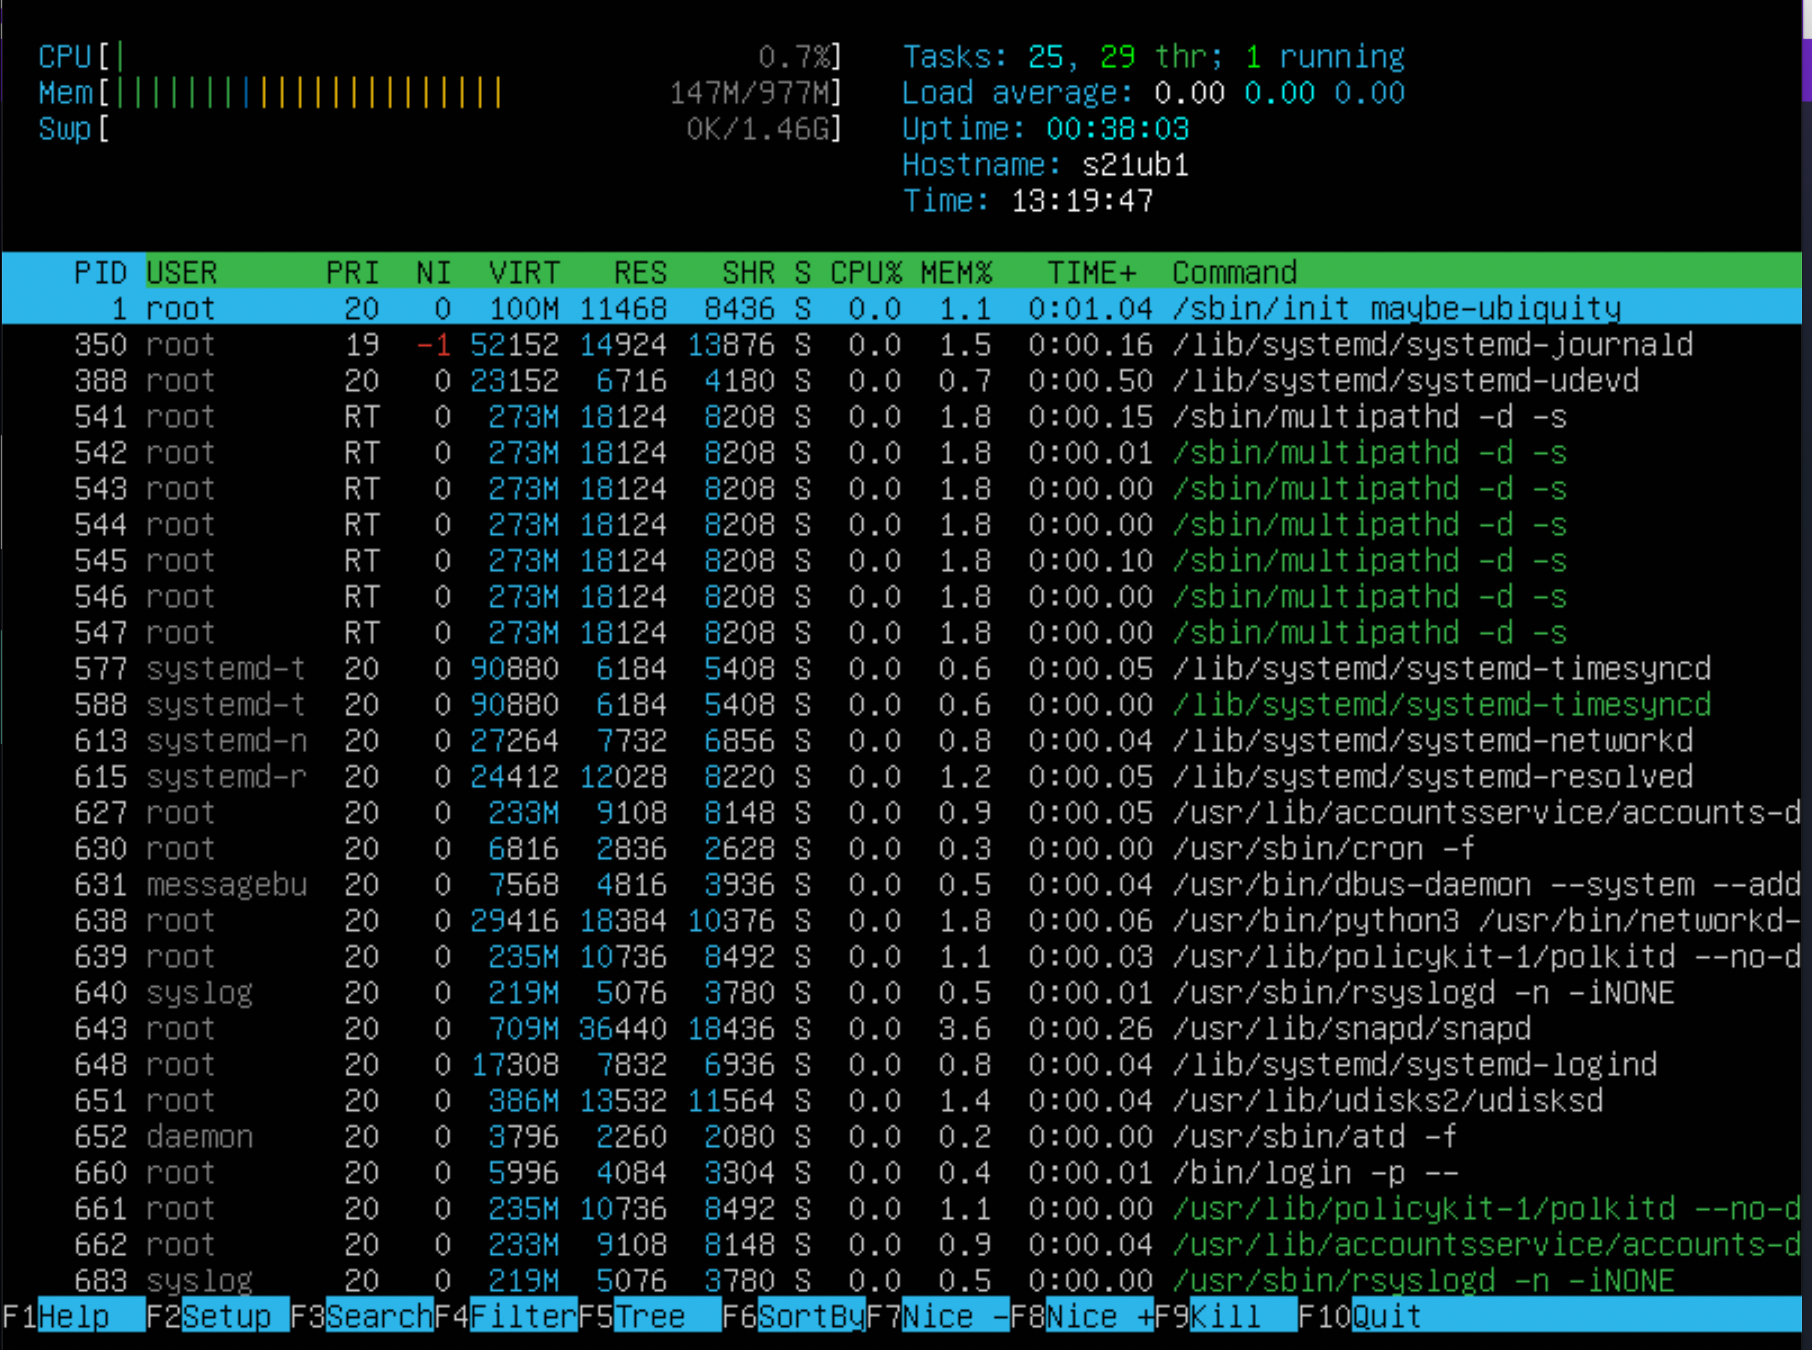 CPU[| 0.7%] Tasks: 25, 29 thr; 1 running
Mem[|||||||||||||||||||||| 147M/977M] Load average: 0.00 0.00 0.00
Swp[ 0K/1.46G] Uptime: 00:38:03
Hostname: s21ub1
Time: 13:19:47
PID USER PRI NI VIRT RES SHR S CPU% MEM% TIME+ Command
1 root 20 0 100M 11468 8436 S 0.0 1.1 0:01.04 /sbin/init maybe-ubiquity
350 root 19 -1 52152 14924 13876 S 0.0 1.5 0:00.16 /lib/systemd/systemd-journald
388 root 20 0 23152 6716 4180 S 0.0 0.7 0:00.50 /lib/systemd/systemd-udevd
541 root RT 0 273M 18124 8208 S 0.0 1.8 0:00.15 /sbin/multipathd -d -s
542 root RT 0 273M 18124 8208 S 0.0 1.8 0:00.01 /sbin/multipathd -d -s
543 root RT 0 273M 18124 8208 S 0.0 1.8 0:00.00 /sbin/multipathd -d -s
544 root RT 0 273M 18124 8208 S 0.0 1.8 0:00.00 /sbin/multipathd -d -s
545 root RT 0 273M 18124 8208 S 0.0 1.8 0:00.10 /sbin/multipathd -d -s
546 root RT 0 273M 18124 8208 S 0.0 1.8 0:00.00 /sbin/multipathd -d -s
547 root RT 0 273M 18124 8208 S 0.0 1.8 0:00.00 /sbin/multipathd -d -s
577 systemd-t 20 0 90880 6184 5408 S 0.0 0.6 0:00.05 /lib/systemd/systemd-timesyncd
588 systemd-t 20 0 90880 6184 5408 S 0.0 0.6 0:00.00 /lib/systemd/systemd-timesyncd
613 systemd-n 20 0 27264 7732 6856 S 0.0 0.8 0:00.04 /lib/systemd/systemd-networkd
615 systemd-r 20 0 24412 12028 8220 S 0.0 1.2 0:00.05 /lib/systemd/systemd-resolved
627 root 20 0 233M 9108 8148 S 0.0 0.9 0:00.05 /usr/lib/accountsservice/accounts-d
630 root 20 0 6816 2836 2628 S 0.0 0.3 0:00.00 /usr/sbin/cron -f
631 messagebu 20 0 7568 4816 3936 S 0.0 0.5 0:00.04 /usr/bin/dbus-daemon --system --add
638 root 20 0 29416 18384 10376 S 0.0 1.8 0:00.06 /usr/bin/python3 /usr/bin/networkd-
639 root 20 0 235M 10736 8492 S 0.0 1.1 0:00.03 /usr/lib/policykit-1/polkitd --no-d
640 syslog 20 0 219M 5076 3780 S 0.0 0.5 0:00.01 /usr/sbin/rsyslogd -n -iNONE
643 root 20 0 709M 36440 18436 S 0.0 3.6 0:00.26 /usr/lib/snapd/snapd
648 root 20 0 17308 7832 6936 S 0.0 0.8 0:00.04 /lib/systemd/systemd-logind
651 root 20 0 386M 13532 11564 S 0.0 1.4 0:00.04 /usr/lib/udisks2/udisksd
652 daemon 20 0 3796 2260 2080 S 0.0 0.2 0:00.00 /usr/sbin/atd -f
660 root 20 0 5996 4084 3304 S 0.0 0.4 0:00.01 /bin/login -p --
661 root 20 0 235M 10736 8492 S 0.0 1.1 0:00.00 /usr/lib/policykit-1/polkitd --no-d
662 root 20 0 233M 9108 8148 S 0.0 0.9 0:00.04 /usr/lib/accountsservice/accounts-d
683 syslog 20 0 219M 5076 3780 S 0.0 0.5 0:00.00 /usr/sbin/rsyslogd -n -iNONE
F1Help F2Setup F3SearchF4FilterF5Tree F6SortByF7Nice -F8Nice +F9Kill F10Quit